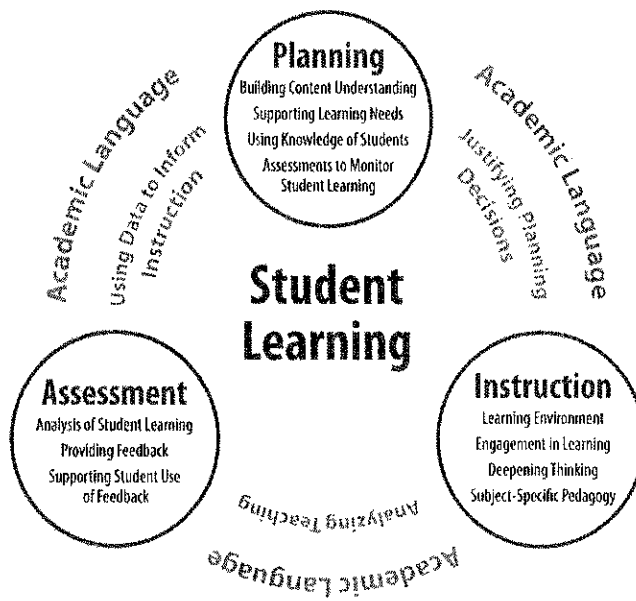 Planning
Building Content Understanding
Supporting Learning Needs
Using Knowledge of Students
Assessments to Monitor
Student Learning
Academic Language
Using Data to Inform
Instruction
Academic Language
Justifying Planning
Decisions
Student
Learning
Assessment
Analysis of Student Learning
Providing Feedback
Supporting Student Use
of Feedback
Instruction
Learning Environment
Engagement in Learning
Deepening Thinking
Subject-Specific Pedagogy
Analyzing Teaching
Academic Language